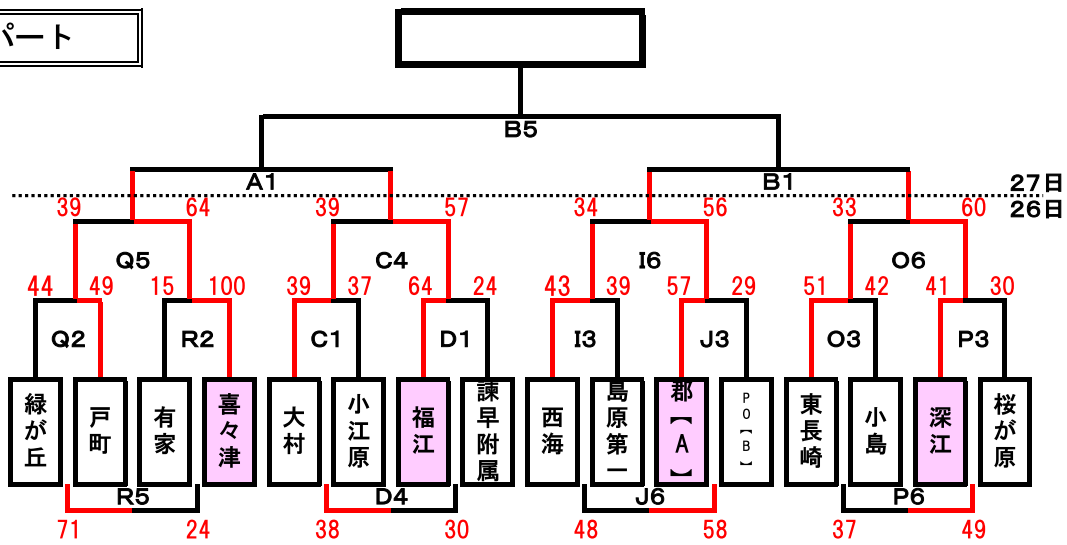 パート
B5
A1 B1
27日
39 64 39 57 34 56 33 60 26日
Q5 C4 I6 O6
44 49 15 100 39 37 64 24 43 39 57 29 51 42 41 30
Q2 R2 C1 D1 I3 J3 O3 P3
緑が丘
戸町
有家
喜々津
大村
小江原
福江
諫早附属
西海
島原第一
郡【A】
PO【B】
東長崎
小島
深江
桜が原
R5 D4 J6 P6
71 24 38 30 48 58 37 49